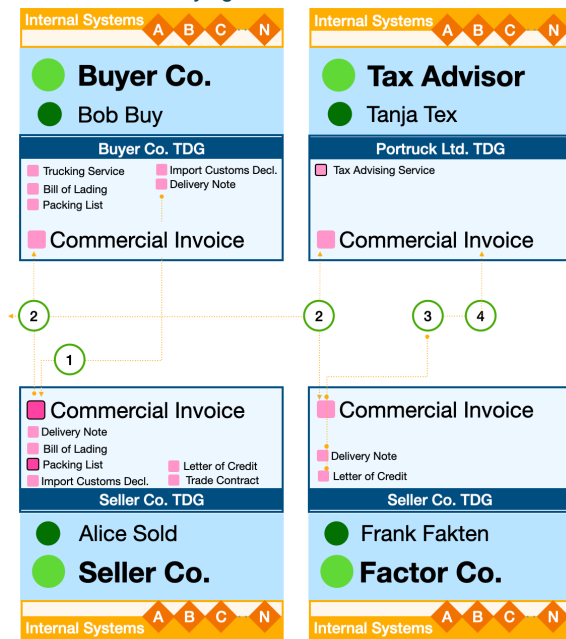 Internal Systems A B C N
Internal Systems A B C N
Buyer Co.
Bob Buy
Tax Advisor
Tanja Tex
Buyer Co. TDG
Portruck Ltd. TDG
Trucking Service
Import Customs Decl.
Bill of Lading
Delivery Note
Packing List
Tax Advising Service
Commercial Invoice
Commercial Invoice
2
2
3
4
1
Commercial Invoice
Delivery Note
Bill of Lading
Packing List
Letter of Credit
Import Customs Decl.
Trade Contract
Commercial Invoice
Delivery Note
Letter of Credit
Seller Co. TDG
Seller Co. TDG
Alice Sold
Seller Co.
Frank Fakten
Factor Co.
Internal Systems A B C N
Internal Systems A B C N